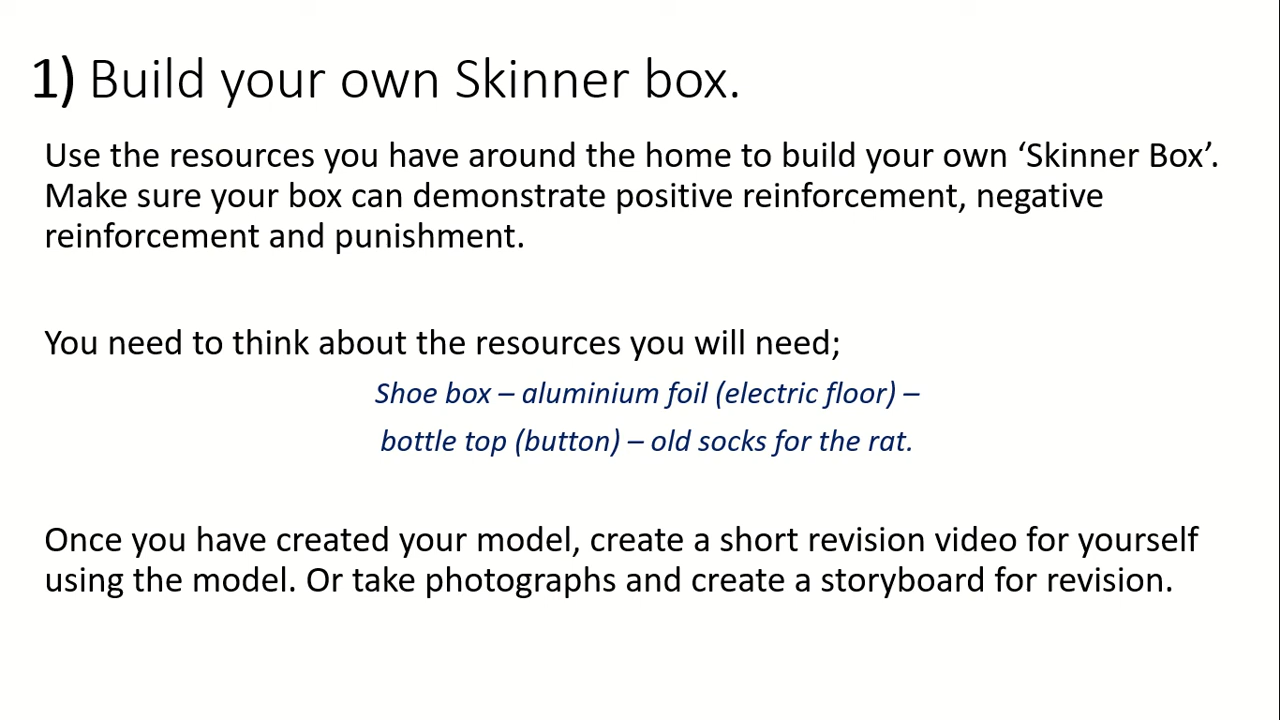 1) Build your own Skinner box.
Use the resources you have around the home to build your own ‘Skinner Box’.
Make sure your box can demonstrate positive reinforcement, negative
reinforcement and punishment.
You need to think about the resources you will need;
Shoe box – aluminium foil (electric floor) –
bottle top (button) – old socks for the rat.
Once you have created your model, create a short revision video for yourself
using the model. Or take photographs and create a storyboard for revision.